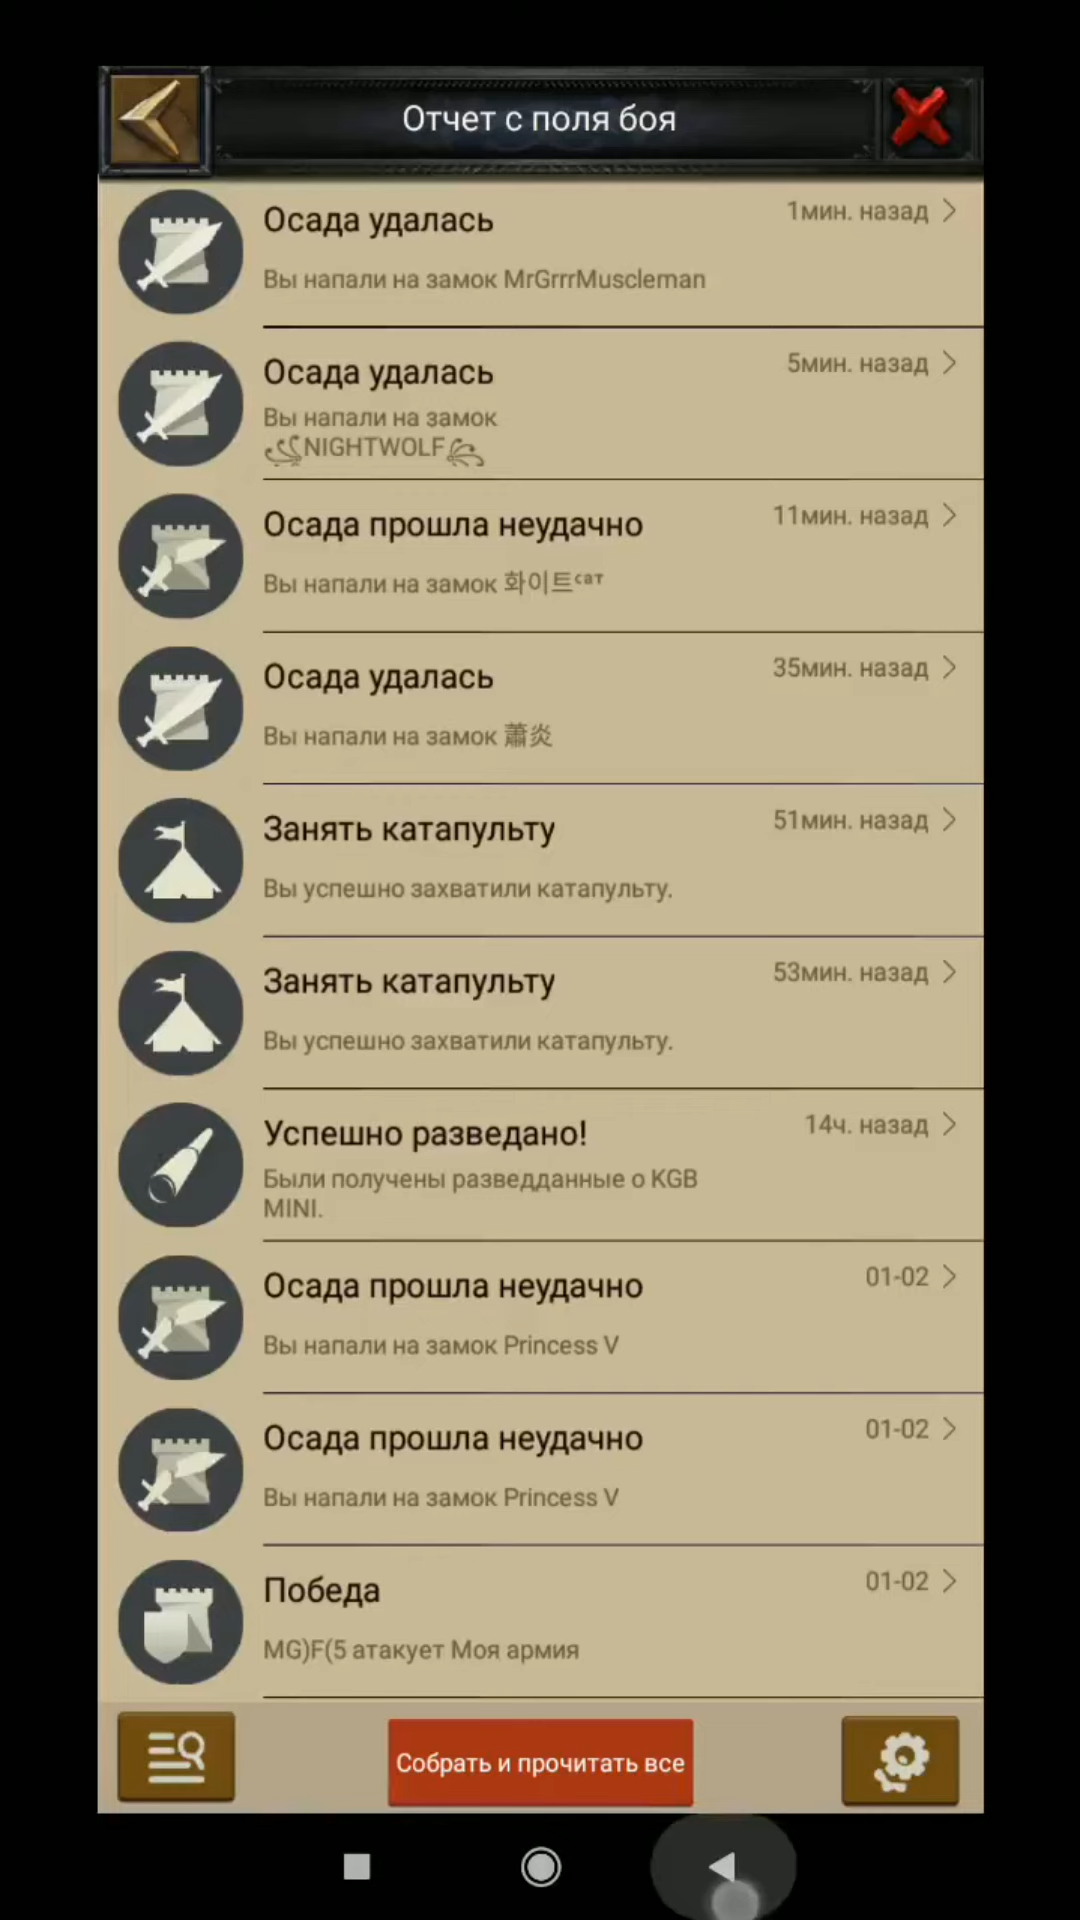 Отчет с поля боя
Осада удалась
1мин. назад
Вы напали на замок MrGrrrMuscleman
Осада удалась
5мин. назад
Вы напали на замок
NIGHTWOLF
Осада прошла неудачно
11мин. назад
Вы напали на замок 화이트ᶜᵃᵀ
Осада удалась
35мин. назад
Вы напали на замок 蕭炎
Занять катапульту
51мин. назад
Вы успешно захватили катапульту.
Занять катапульту
53мин. назад
Вы успешно захватили катапульту.
Успешно разведано!
14ч. назад
Были получены разведданные о KGB
MINI.
Осада прошла неудачно
01-02
Вы напали на замок Princess V
Осада прошла неудачно
01-02
Вы напали на замок Princess V
Победа
01-02
MG)F(5 атакует Моя армия
Собрать и прочитать все